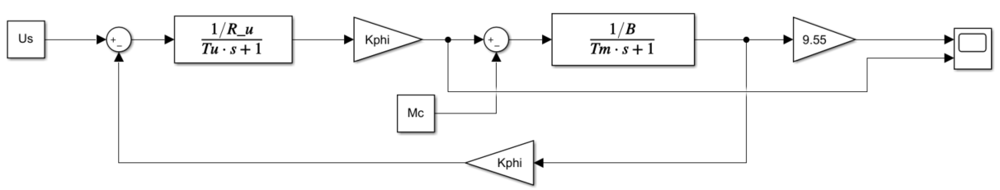 Us
+
−
1/R_u
Tu · s + 1
Kphi
+
−
1/B
Tm · s + 1
9.55
Mc
Kphi